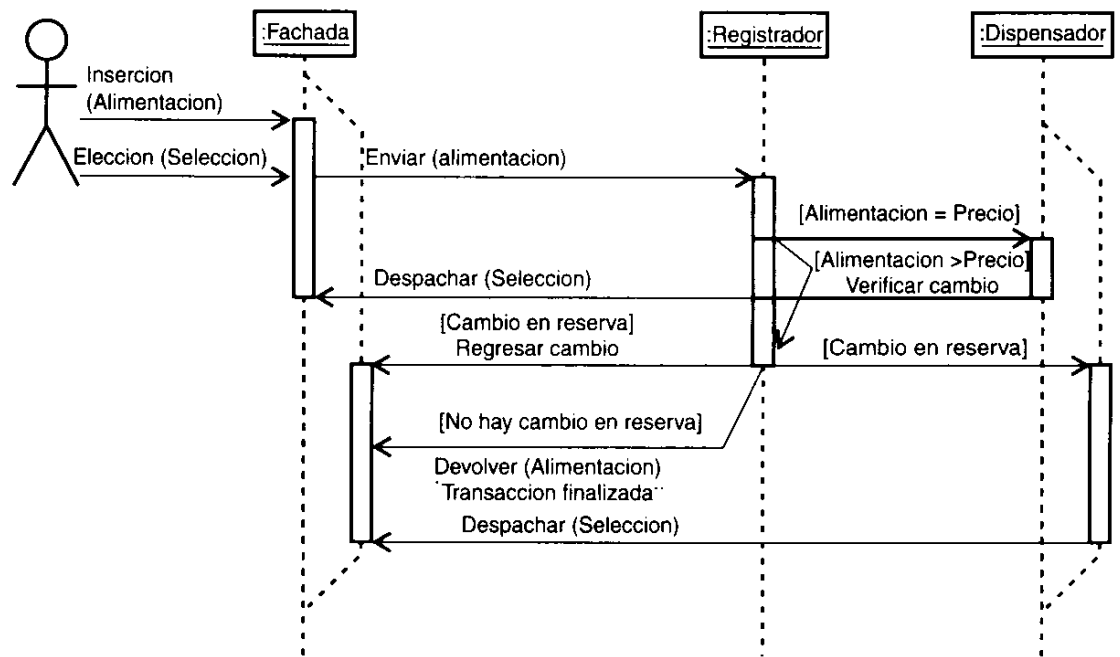 :Fachada
:Registrador
:Dispensador
Insercion
(Alimentacion)
Eleccion (Seleccion)
Enviar (alimentacion)
[Alimentacion = Precio]
[Alimentacion >Precio]
Verificar cambio
Despachar (Seleccion)
[Cambio en reserva]
Regresar cambio
[Cambio en reserva]
[No hay cambio en reserva]
Devolver (Alimentacion)
Transaccion finalizada
Despachar (Seleccion)